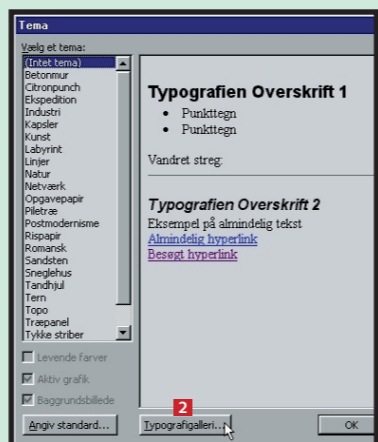 Tema
Vælg et tema:
(Intet tema)
Betonmur
Citronpunch
Ekspedition
Industri
Kapsler
Kunst
Labyrint
Linjer
Natur
Netværk
Opgavepapir
Piletræ
Postmodernisme
Rispapir
Romansk
Sandsten
Sneglehus
Tandhjul
Tern
Topo
Træpanel
Tykke striber
Levende farver
Aktiv grafik
Baggrundsbillede
Angiv standard...
Typografien Overskrift 1
Punkttegn
Punkttegn
Vandret streg:
Typografien Overskrift 2
Eksempel på almindelig tekst
Almindelig hyperlink
Besøgt hyperlink
2
Typografigalleri...
OK